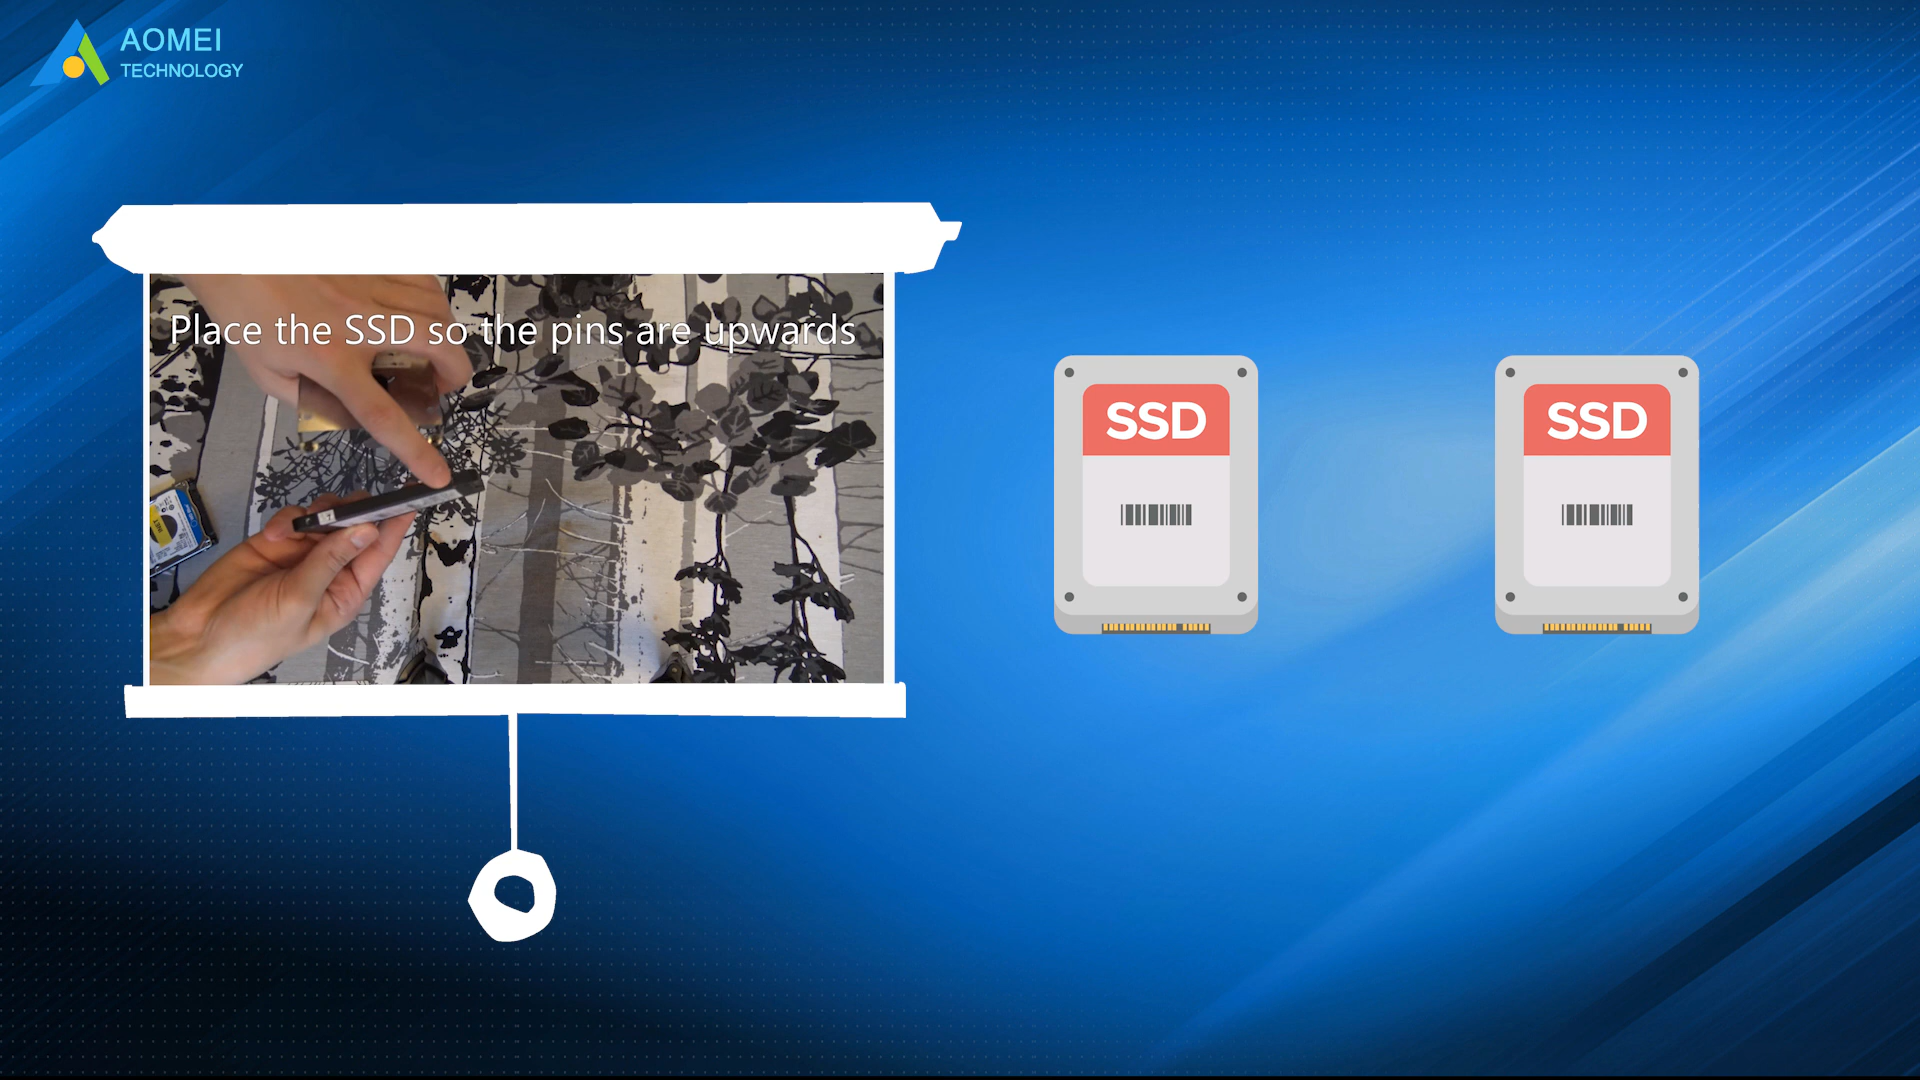 AOMEI
TECHNOLOGY
Place the SSD so the pins are upwards
SSD
SSD